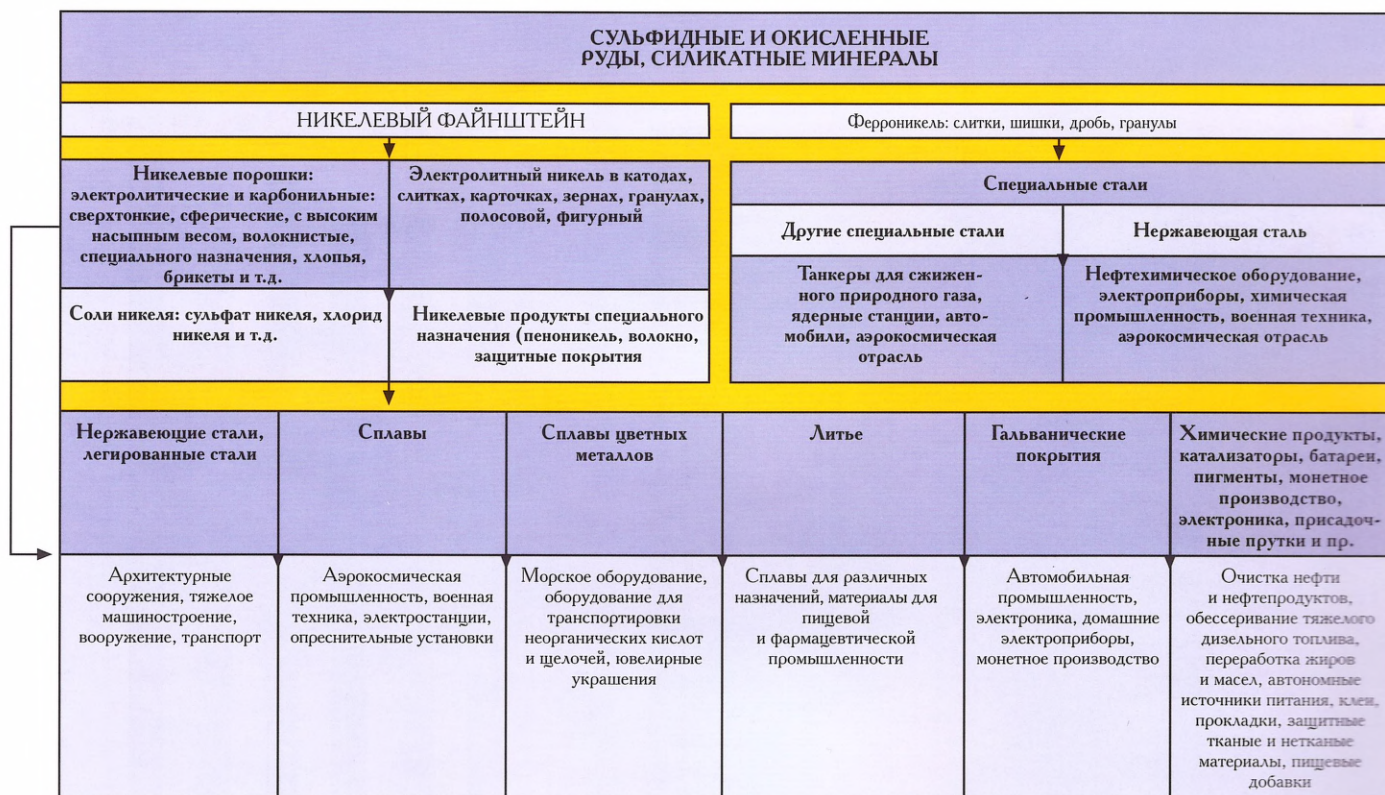 СУЛЬФИДНЫЕ И ОКИСЛЕННЫЕ
РУДЫ, СИЛИКАТНЫЕ МИНЕРАЛЫ
НИКЕЛЕВЫЙ ФАЙНШТЕЙН
Ферроникель: слитки, шишки, дробь, гранулы
Никелевые порошки:
электролитические и карбонильные:
сверхтонкие, сферические, с высоким
насыпным весом, волокнистые,
специального назначения, хлопья,
брикеты и т.д.
Электролитный никель в катодах,
слитках, карточках, зернах, гранулах,
полосовой, фигурный
Соли никеля: сульфат никеля, хлорид
никеля и т.д.
Никелевые продукты специального
назначения (пеноникель, волокно,
защитные покрытия
Специальные стали
Другие специальные стали
Нержавеющая сталь
Танкеры для сжижен-
ного природного газа,
ядерные станции, авто-
мобили, аэрокосмическая
отрасль
Нефтехимическое оборудование,
электроприборы, химическая
промышленность, военная техника,
аэрокосмическая отрасль
Нержавеющие стали,
легированные стали
Сплавы
Сплавы цветных
металлов
Литье
Гальванические
покрытия
Химические продукты,
катализаторы, батареи,
пигменты, монетное
производство,
электроника, присадоч-
ные прутки и пр.
Архитектурные
сооружения, тяжелое
машиностроение,
вооружение, транспорт
Аэрокосмическая
промышленность, военная
техника, электростанции,
опреснительные установки
Морское оборудование,
оборудование для
транспортировки
неорганических кислот
и щелочей, ювелирные
украшения
Сплавы для различных
назначений, материалы для
пищевой
и фармацевтической
промышленности
Автомобильная
промышленность,
электроника, домашние
электроприборы,
монетное производство
Очистка нефти
и нефтепродуктов,
обессеривание тяжелого
дизельного топлива,
переработка жиров
и масел, автономные
источники питания, клеи,
прокладки, защитные
тканые и нетканые
материалы, пищевые
добавки